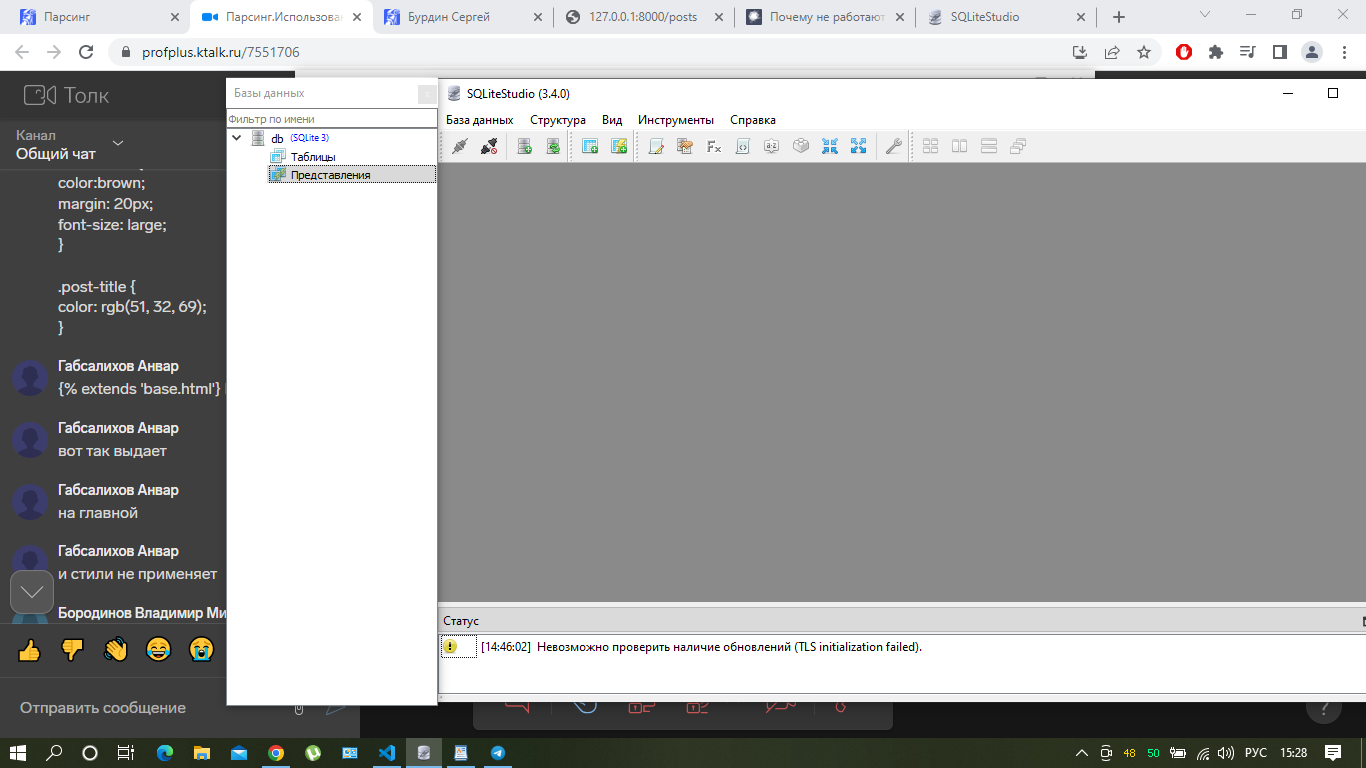 Парсинг
Парсинг.Использова
Бурдин Сергей
127.0.0.1:8000/posts
Почему не работают
SQLiteStudio
profplus.ktalk.ru/7551706
Толк
Канал
Общий чат
color:brown;
margin: 20px;
font-size: large;
}
.post-title {
color: rgb(51, 32, 69);
}
Габсалихов Анвар
{% extends 'base.html'}
Габсалихов Анвар
вот так выдает
Габсалихов Анвар
на главной
Габсалихов Анвар
и стили не применяет
Бородинов Владимир Ми
Отправить сообщение
Базы данных
Фильтр по имени
db (SQLite 3)
Таблицы
Представления
SQLiteStudio (3.4.0)
База данных Структура Вид Инструменты Справка
Статус
[14:46:02] Невозможно проверить наличие обновлений (TLS initialization failed).
48 50 РУС 15:28